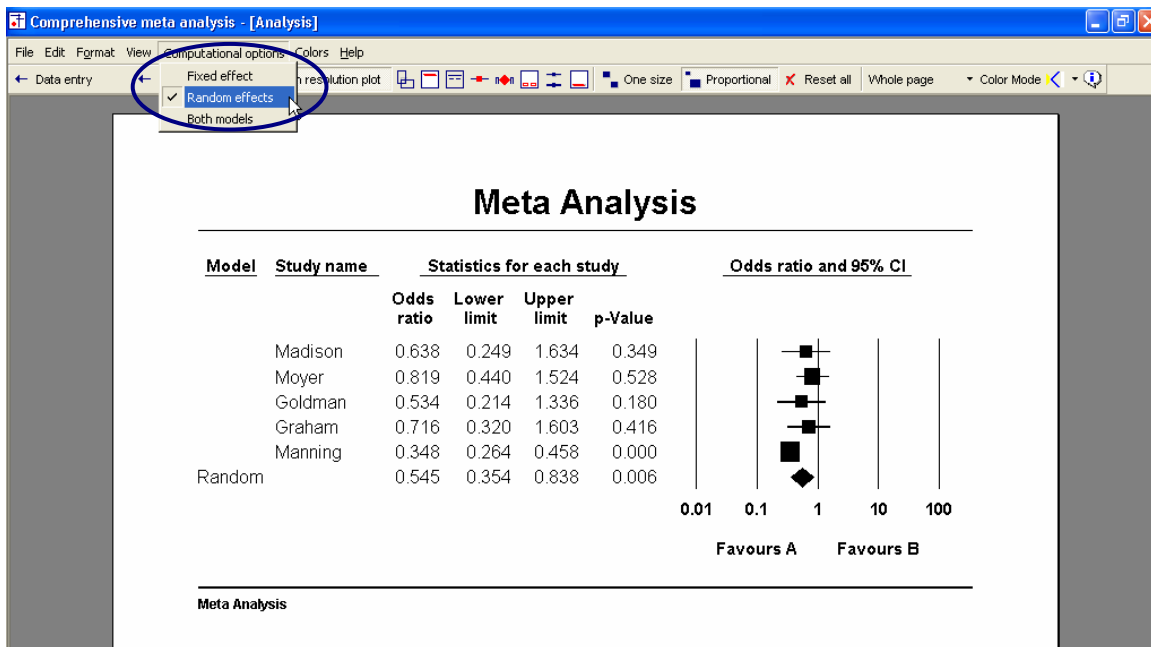 Comprehensive meta analysis - [Analysis]
File Edit Format View Computational options Colors Help
Data entry resolution plot One size Proportional Reset all Whole page Color Mode
Fixed effect
Random effects
Both models
Meta Analysis
Model Study name Statistics for each study Odds ratio and 95% CI
Odds Lower Upper
ratio limit limit p-Value
Madison 0.638 0.249 1.634 0.349
Moyer 0.819 0.440 1.524 0.528
Goldman 0.534 0.214 1.336 0.180
Graham 0.716 0.320 1.603 0.416
Manning 0.348 0.264 0.458 0.000
Random 0.545 0.354 0.838 0.006
0.01 0.1 1 10 100
Favours A Favours B
Meta Analysis